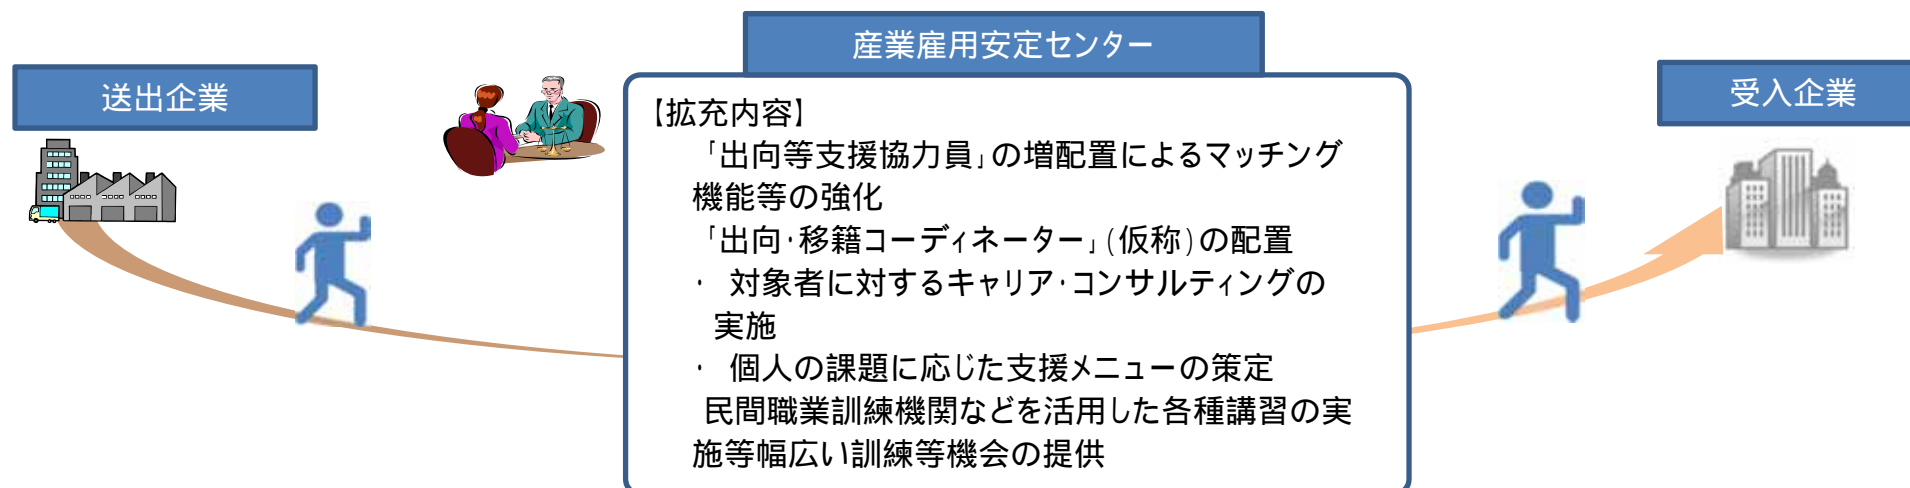 産業雇用安定センター
送出企業
受入企業
【拡充内容】
「出向等支援協力員」の増配置によるマッチング
機能等の強化
「出向・移籍コーディネーター」(仮称)の配置
・ 対象者に対するキャリア・コンサルティングの
実施
・ 個人の課題に応じた支援メニューの策定
民間職業訓練機関などを活用した各種講習の実
施等幅広い訓練等機会の提供